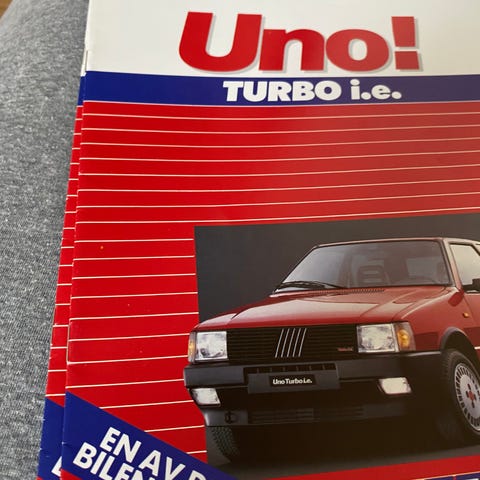 Uno!
TURBO i.e.
Uno Turbo i.e.
EN AV
BILEN